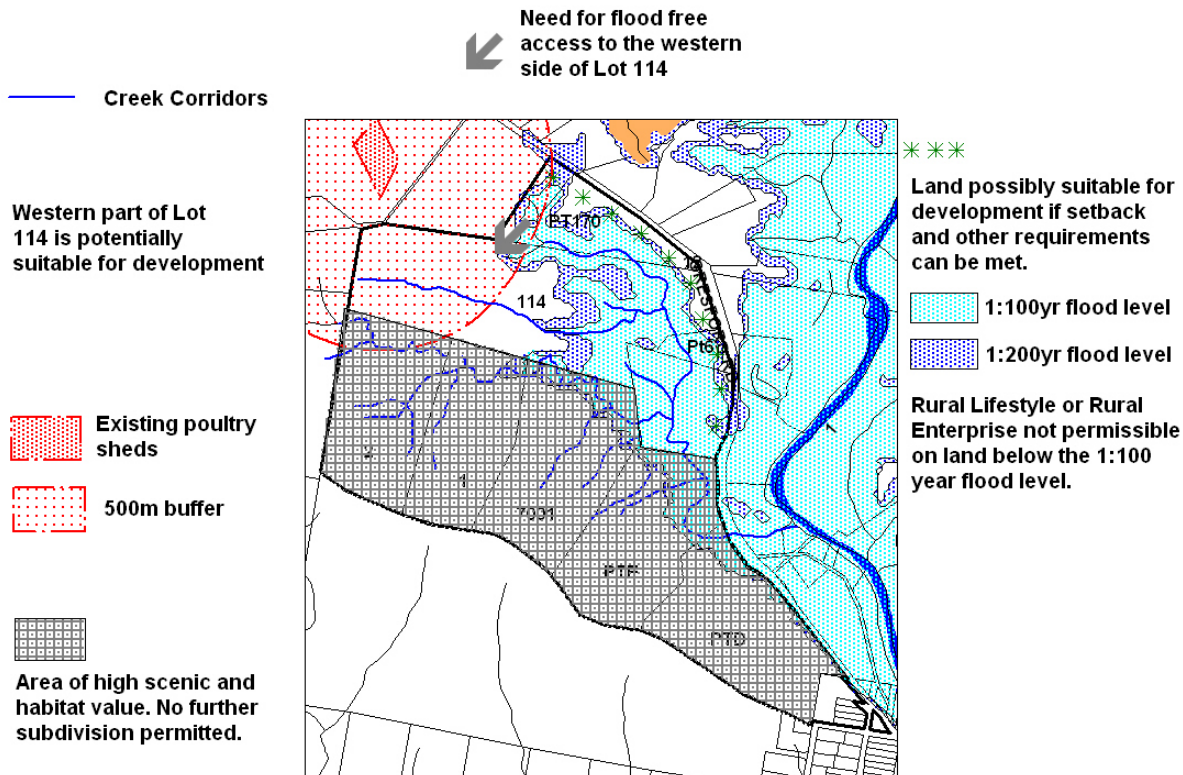 Need for flood free
access to the western
side of Lot 114
Creek Corridors
Western part of Lot
114 is potentially
suitable for development
Existing poultry
sheds
500m buffer
Area of high scenic and
habitat value. No further
subdivision permitted.
PT170
114
Pt6
1
1
7001
PTP
PTD
Land possibly suitable for
development if setback
and other requirements
can be met.
1:100yr flood level
1:200yr flood level
Rural Lifestyle or Rural
Enterprise not permissible
on land below the 1:100
year flood level.